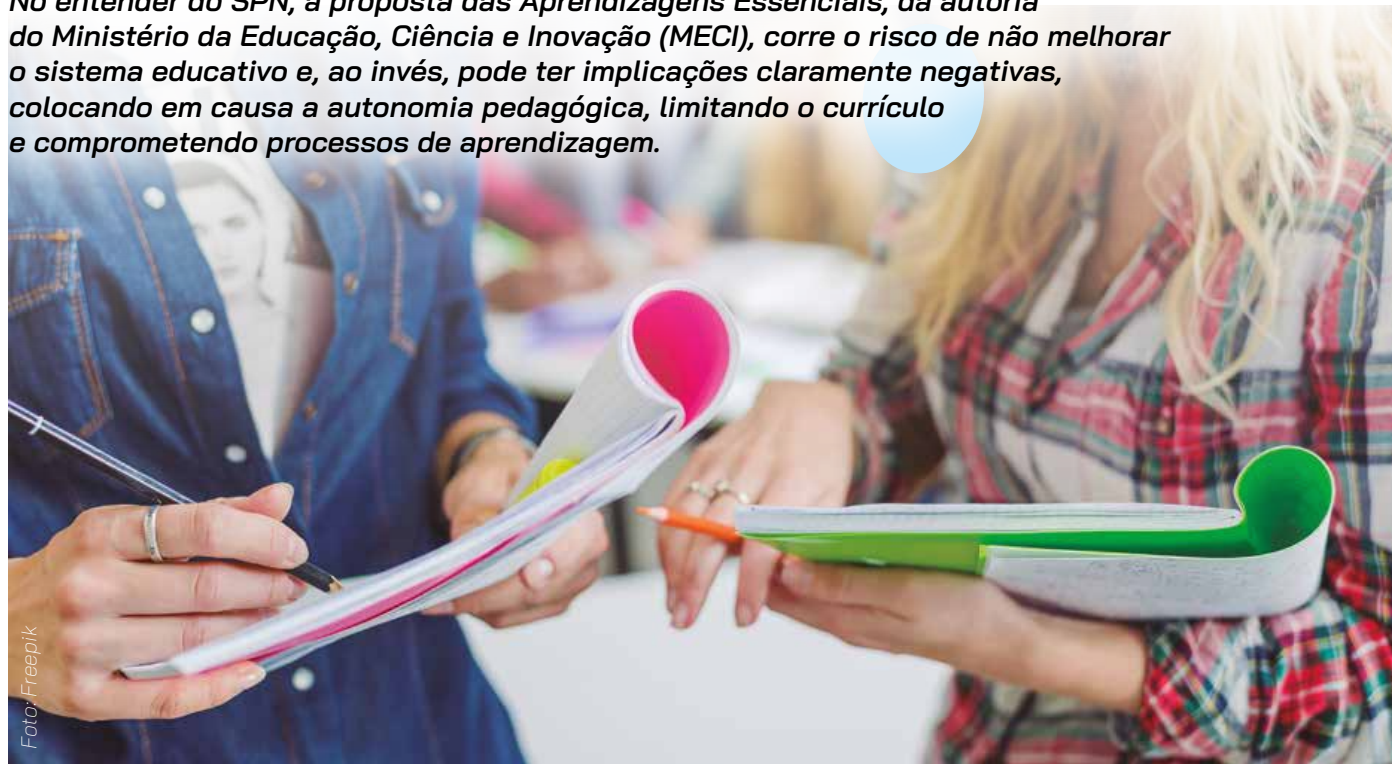 No entender do SPN, a proposta das Aprendizagens Essenciais, da autoria
do Ministério da Educação, Ciência e Inovação (MECI), corre o risco de não melhorar
o sistema educativo e, ao invés, pode ter implicações claramente negativas,
colocando em causa a autonomia pedagógica, limitando o currículo
e comprometendo processos de aprendizagem.
Foto: Freepik